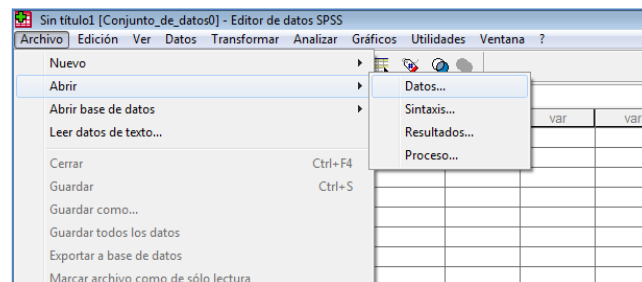 Sin título1 [Conjunto_de_datos0] - Editor de datos SPSS
Archivo Edición Ver Datos Transformar Analizar Gráficos Utilidades Ventana ?
Nuevo
Abrir
Abrir base de datos
Leer datos de texto...
Cerrar Ctrl+F4
Guardar Ctrl+S
Guardar como...
Guardar todos los datos
Exportar a base de datos
Marcar archivo como de sólo lectura
Datos...
Sintaxis...
Resultados...
Proceso...
var var